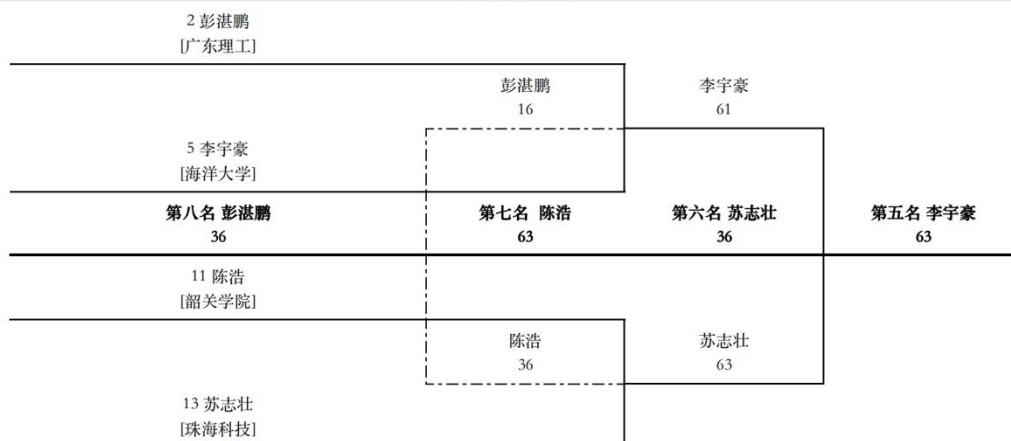 2 彭湛鹏
[广东理工]
彭湛鹏
16
李宇豪
61
5 李宇豪
[海洋大学]
第八名 彭湛鹏
36
第七名 陈浩
63
第六名 苏志壮
36
第五名 李宇豪
63
11 陈浩
[韶关学院]
陈浩
36
苏志壮
63
13 苏志壮
[珠海科技]